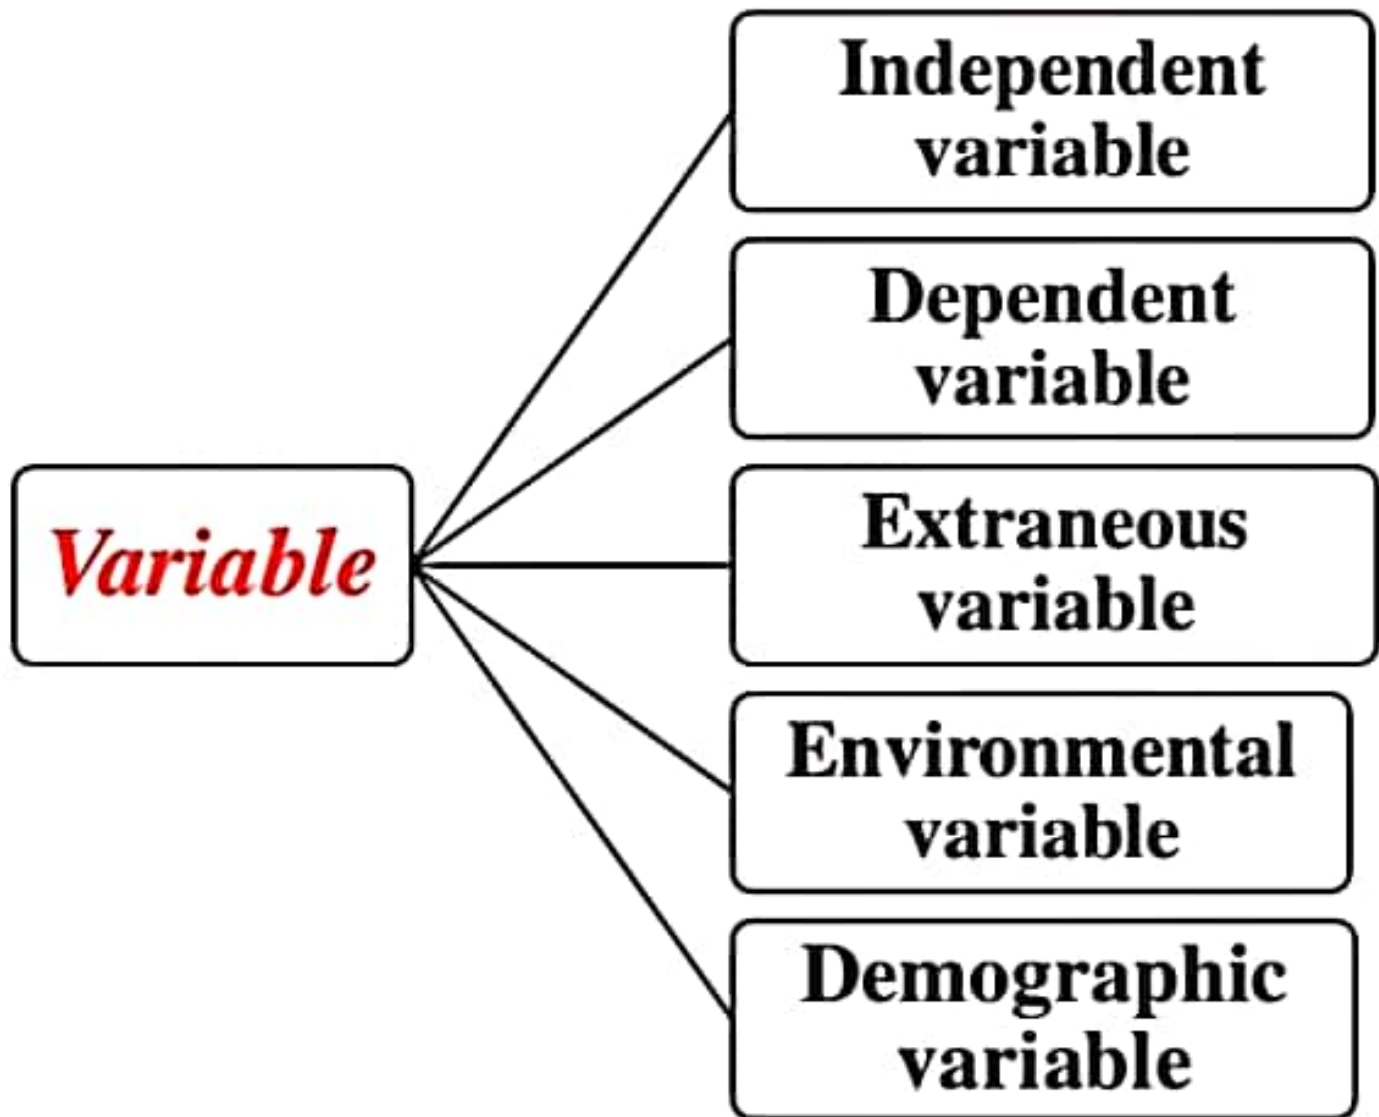 Variable
Independent
variable
Dependent
variable
Extraneous
variable
Environmental
variable
Demographic
variable